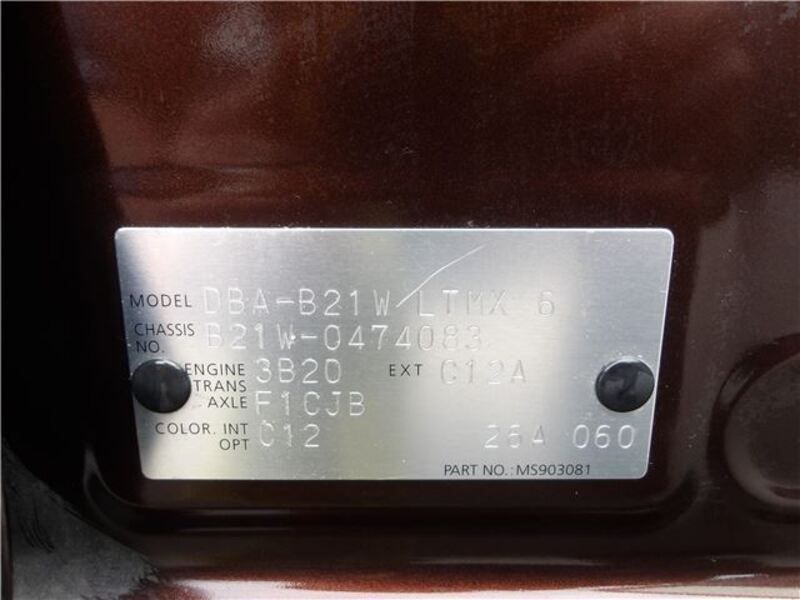 MODEL DBA-B21W LTMX 6
CHASSIS NO. B21W-0474083
ENGINE 3B20 EXT C12A
TRANS AXLE F1CJB
COLOR. INT OPT C12 26A 060
PART NO.: MS903081